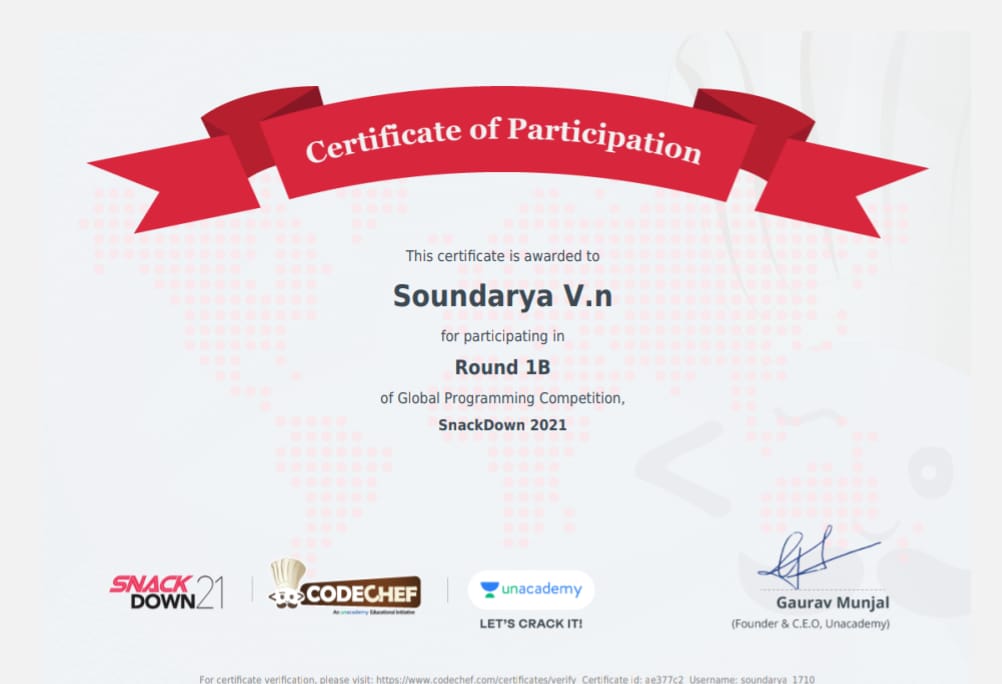 Certificate of Participation
This certificate is awarded to
Soundarya V.n
for participating in
Round 1B
of Global Programming Competition,
SnackDown 2021
SNACK
DOWN21
CODECHEF
An unacademy Educational Initiative
unacademy
LET'S CRACK IT!
Gaurav Munjal
(Founder & C.E.O, Unacademy)
For certificate verification, please visit: https://www.codechef.com/certificates/verify Certificate id: ae377c2 Username: soundarya_1710